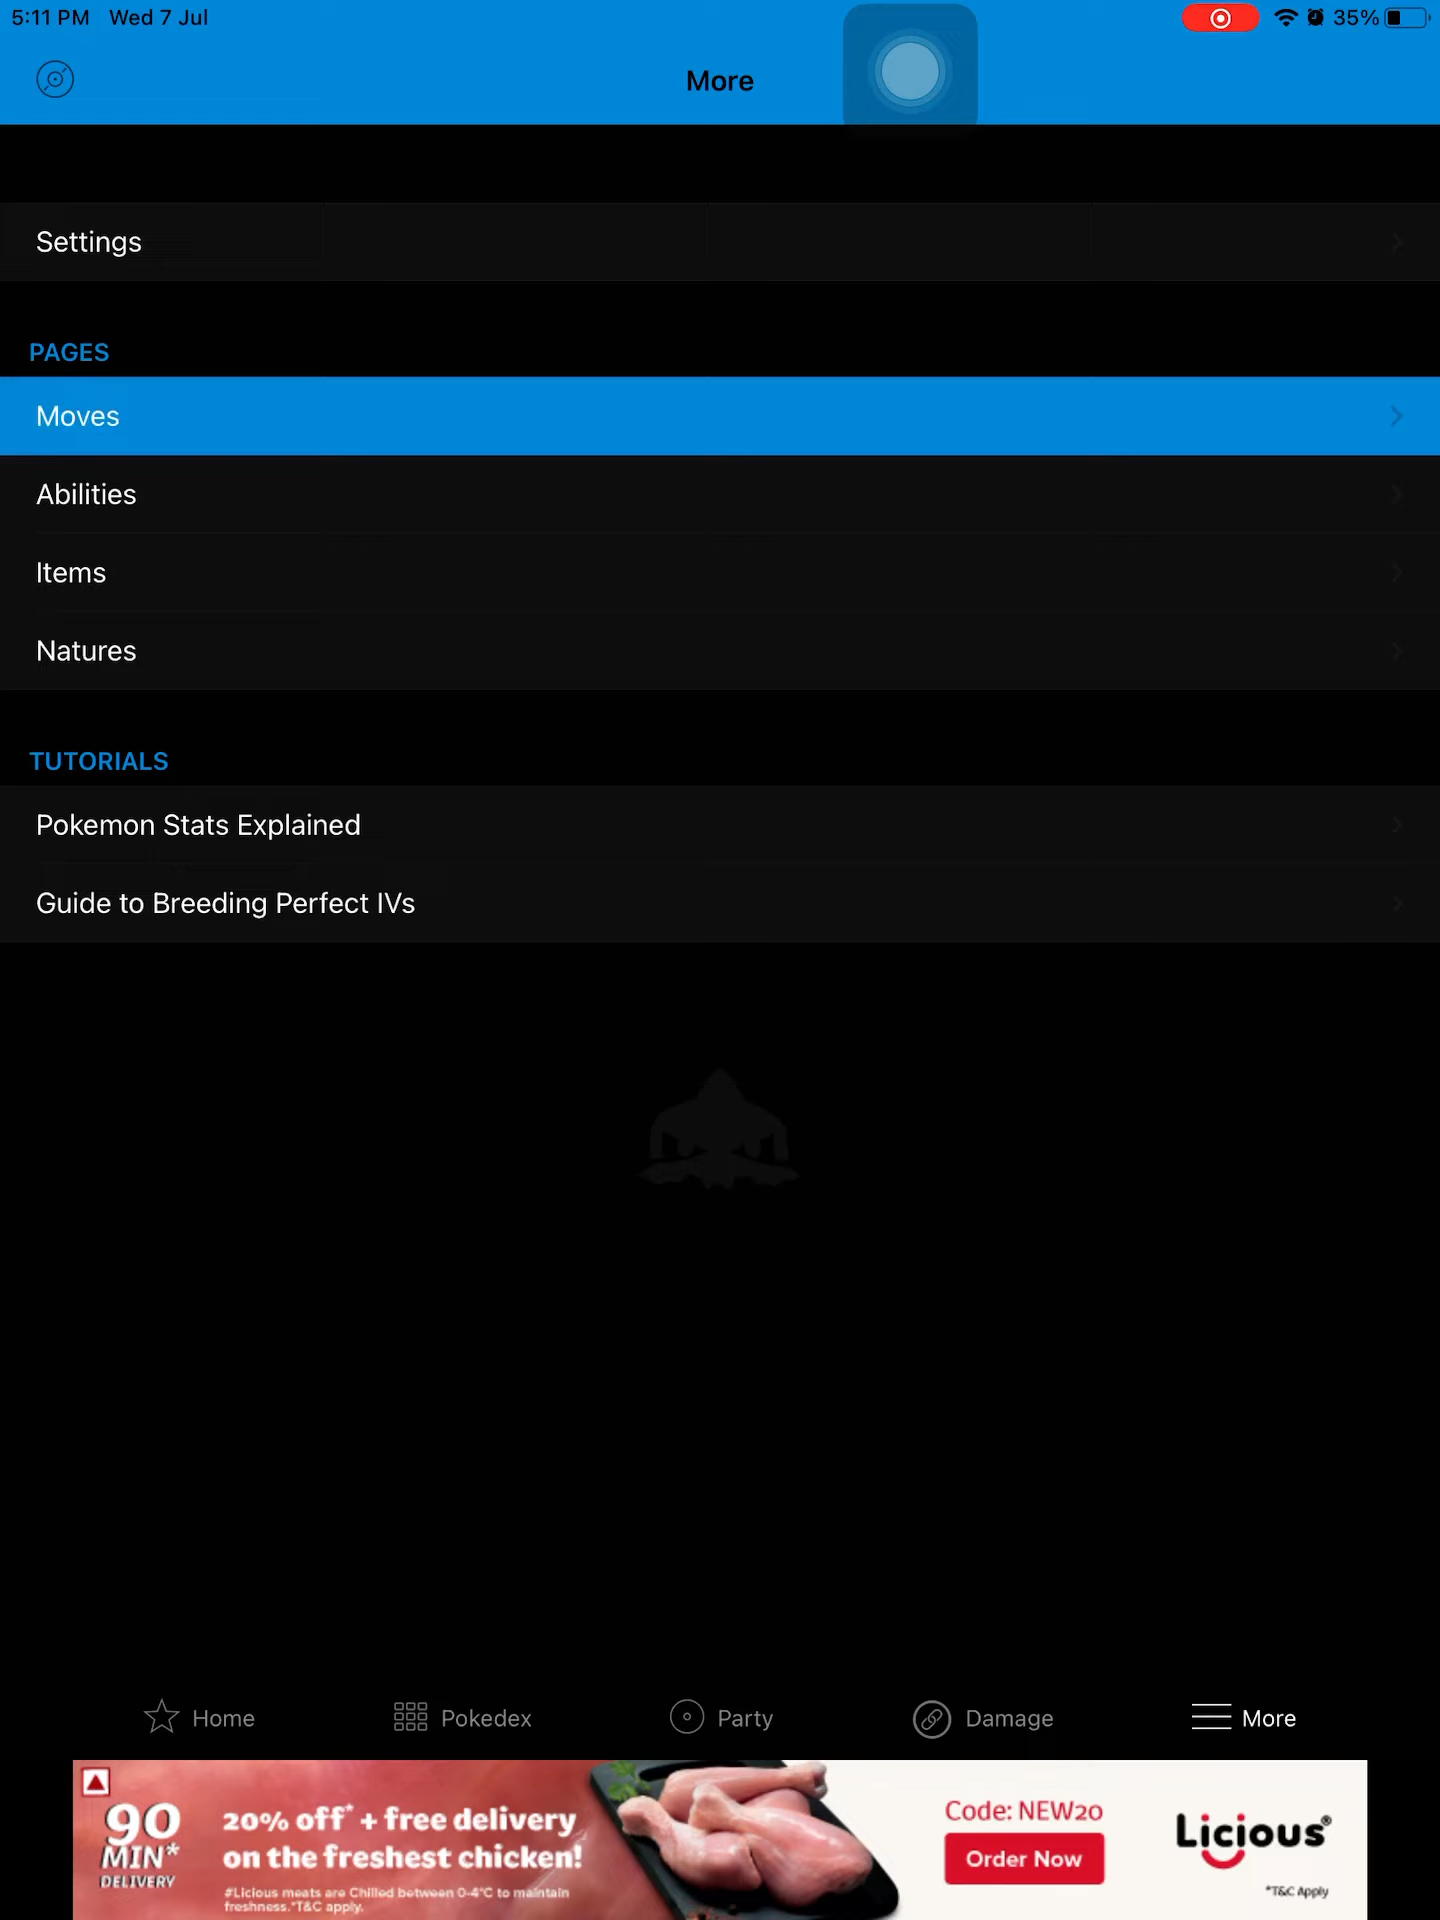 5:11 PM Wed 7 Jul
35%
More
Settings
PAGES
Moves
Abilities
Items
Natures
TUTORIALS
Pokemon Stats Explained
Guide to Breeding Perfect IVs
Home
Pokedex
Party
Damage
More
90
MIN*
DELIVERY
20% off* + free delivery
on the freshest chicken!
#Licious meats are Chilled between 0-4°C to maintain
freshness.*T&C apply.
Code: NEW20
Order Now
Licious®
*T&C Apply